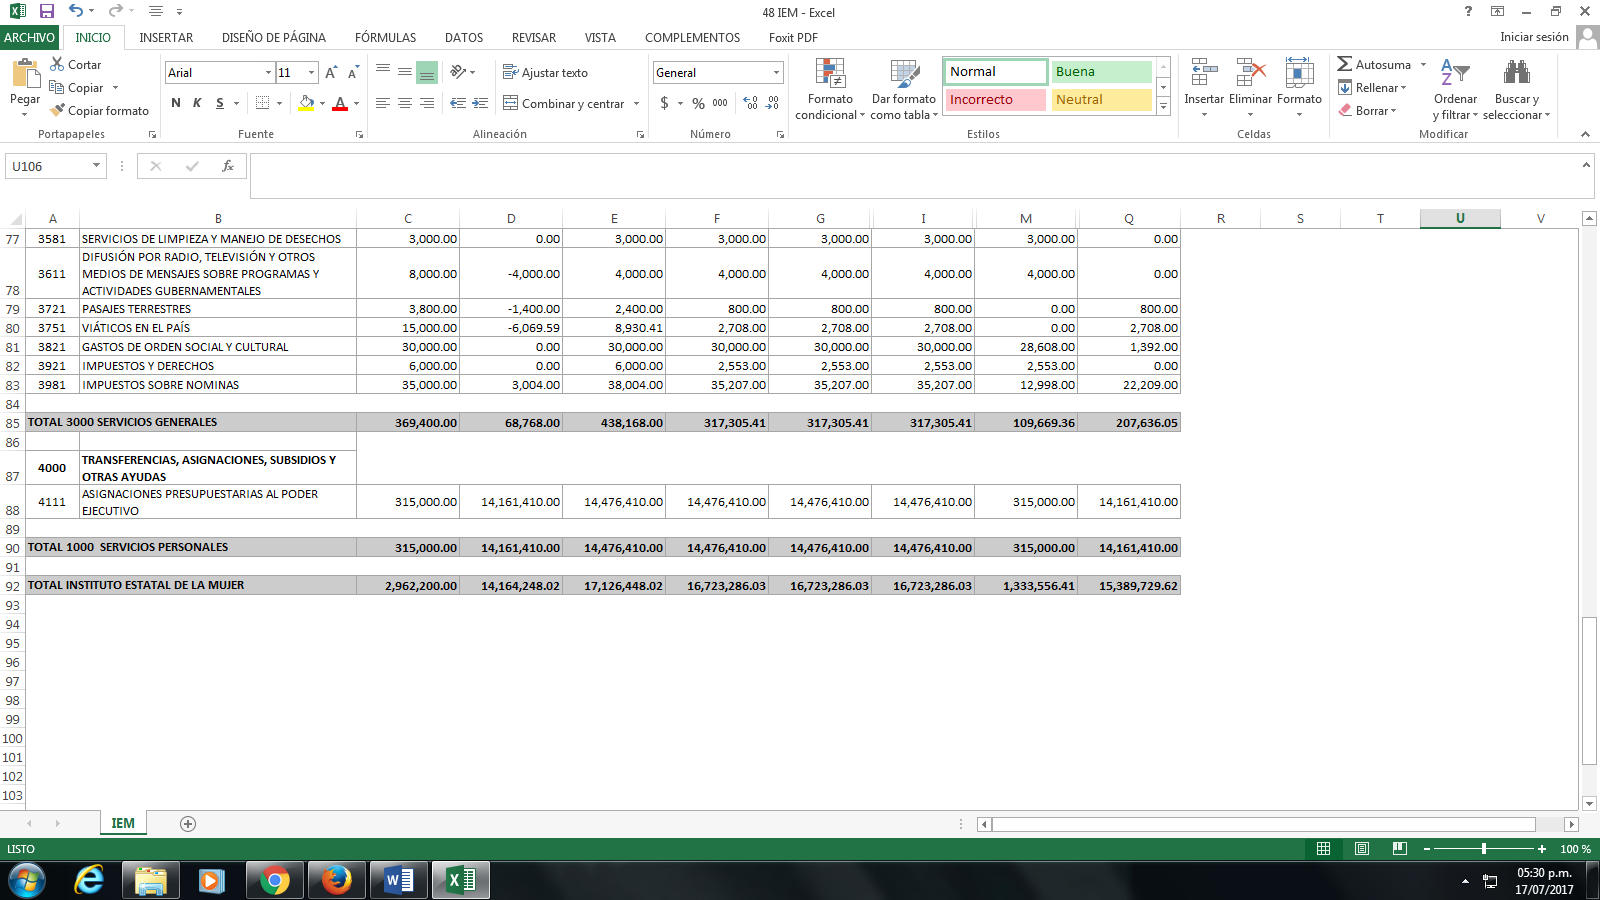 48 IEM - Excel
ARCHIVO INICIO INSERTAR DISEÑO DE PÁGINA FÓRMULAS DATOS REVISAR VISTA COMPLEMENTOS Foxit PDF Iniciar sesión
Pegar
Cortar
Copiar
Copiar formato
Portapapeles
Arial 11
N K S
Fuente
Ajustar texto
Combinar y centrar
Alineación
General
$ % 000
Número
Formato condicional
Dar formato como tabla
Normal Buena
Incorrecto Neutral
Estilos
Insertar Eliminar Formato
Celdas
Autosuma
Rellenar
Borrar
Ordenar y filtrar
Buscar y seleccionar
Modificar
U106 fx
A B C D E F G I M Q R S T U V
77 3581 SERVICIOS DE LIMPIEZA Y MANEJO DE DESECHOS 3,000.00 0.00 3,000.00 3,000.00 3,000.00 3,000.00 3,000.00 0.00
78 3611 DIFUSIÓN POR RADIO, TELEVISIÓN Y OTROS
MEDIOS DE MENSAJES SOBRE PROGRAMAS Y
ACTIVIDADES GUBERNAMENTALES 8,000.00 -4,000.00 4,000.00 4,000.00 4,000.00 4,000.00 4,000.00 0.00
79 3721 PASAJES TERRESTRES 3,800.00 -1,400.00 2,400.00 800.00 800.00 800.00 0.00 800.00
80 3751 VIÁTICOS EN EL PAÍS 15,000.00 -6,069.59 8,930.41 2,708.00 2,708.00 2,708.00 0.00 2,708.00
81 3821 GASTOS DE ORDEN SOCIAL Y CULTURAL 30,000.00 0.00 30,000.00 30,000.00 30,000.00 30,000.00 28,608.00 1,392.00
82 3921 IMPUESTOS Y DERECHOS 6,000.00 0.00 6,000.00 2,553.00 2,553.00 2,553.00 2,553.00 0.00
83 3981 IMPUESTOS SOBRE NOMINAS 35,000.00 3,004.00 38,004.00 35,207.00 35,207.00 35,207.00 12,998.00 22,209.00
84
85 TOTAL 3000 SERVICIOS GENERALES 369,400.00 68,768.00 438,168.00 317,305.41 317,305.41 317,305.41 109,669.36 207,636.05
86
87 4000 TRANSFERENCIAS, ASIGNACIONES, SUBSIDIOS Y
OTRAS AYUDAS
88 4111 ASIGNACIONES PRESUPUESTARIAS AL PODER
EJECUTIVO 315,000.00 14,161,410.00 14,476,410.00 14,476,410.00 14,476,410.00 14,476,410.00 315,000.00 14,161,410.00
89
90 TOTAL 1000 SERVICIOS PERSONALES 315,000.00 14,161,410.00 14,476,410.00 14,476,410.00 14,476,410.00 14,476,410.00 315,000.00 14,161,410.00
91
92 TOTAL INSTITUTO ESTATAL DE LA MUJER 2,962,200.00 14,164,248.02 17,126,448.02 16,723,286.03 16,723,286.03 16,723,286.03 1,333,556.41 15,389,729.62
93
94
95
96
97
98
99
100
101
102
103
IEM
LISTO 100 %
05:30 p.m.
17/07/2017